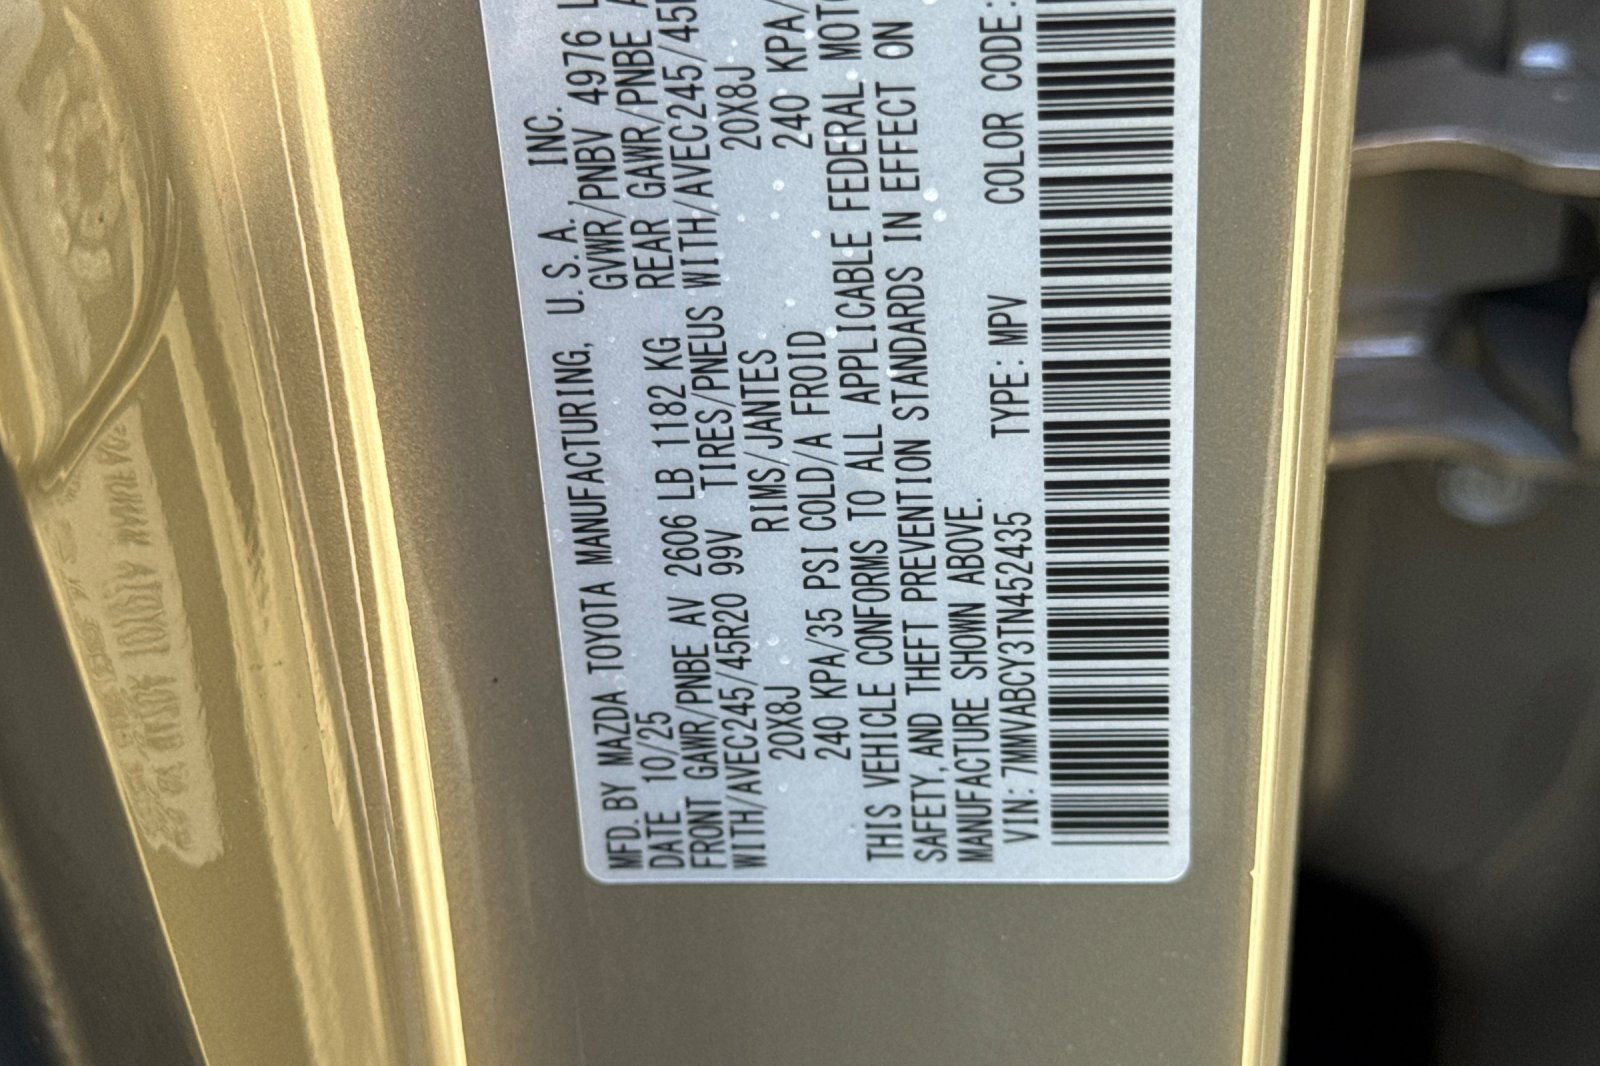 MFD. BY MAZDA TOYOTA MANUFACTURING, U.S.A., INC.
DATE 10/25 GVWR/PNBV 4976 L
FRONT GAWR/PNBE AV 2606 LB 1182 KG REAR GAWR/PNBE A
WITH/AVEC245/45R20 99V TIRES/PNEUS WITH/AVEC245/45
WITH/AVEC 20X8J RIMS/JANTES 20X8J
240 KPA/35 PSI COLD/A FROID 240 KPA/
THIS VEHICLE CONFORMS TO ALL APPLICABLE FEDERAL MOTO
SAFETY, AND THEFT PREVENTION STANDARDS IN EFFECT ON
MANUFACTURE SHOWN ABOVE.
VIN: 7MMVABCY3TN452435 TYPE: MPV COLOR CODE: